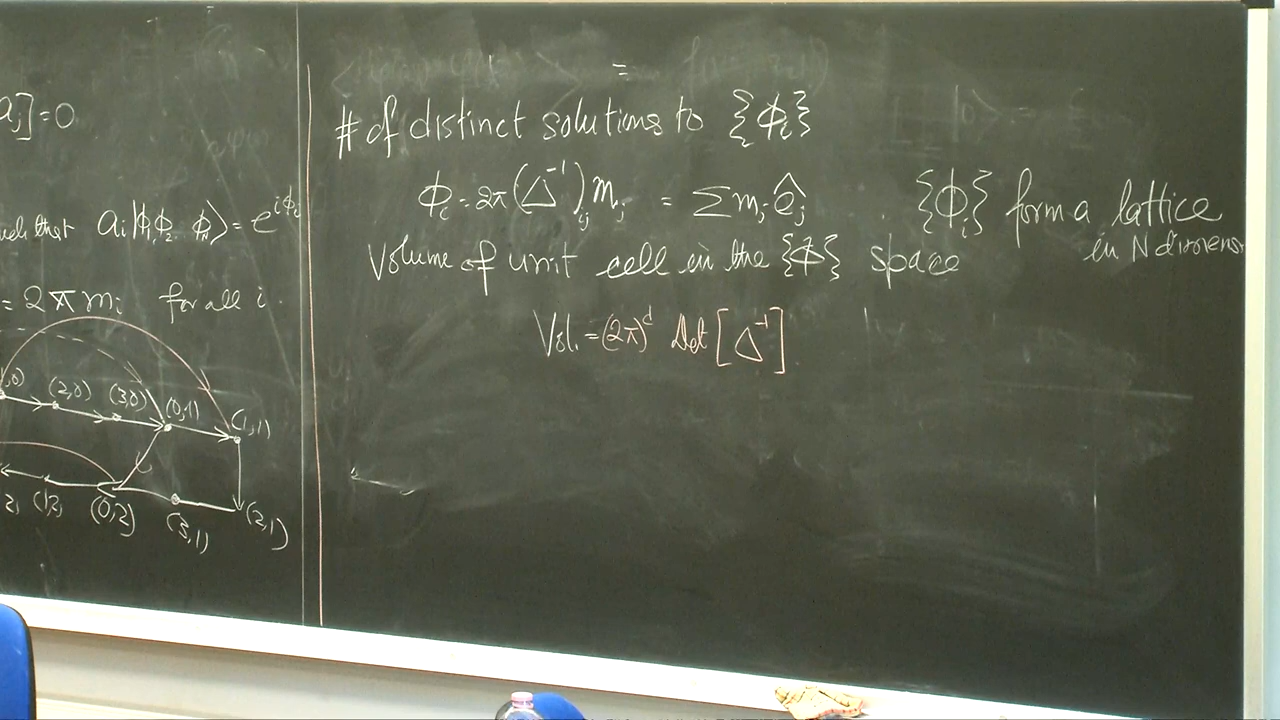 a_j]=0
such that a_i|ϕ_1 ϕ_2 ϕ_N⟩=e^{iϕ_i}
= 2π m_i for all i.
(2,0) (3,0) (0,1) (1,1)
(0,2) (3,1) (2,1)
=
# of distinct solutions to {ϕ_i}
ϕ_i = 2π (Δ^{-1})_{ij} m_j = Σ m_j ê_j
{ϕ_i} form a lattice
in N dimens
Volume of unit cell in the {ϕ} space
Vol. = (2π)^d Det [Δ^{-1}]